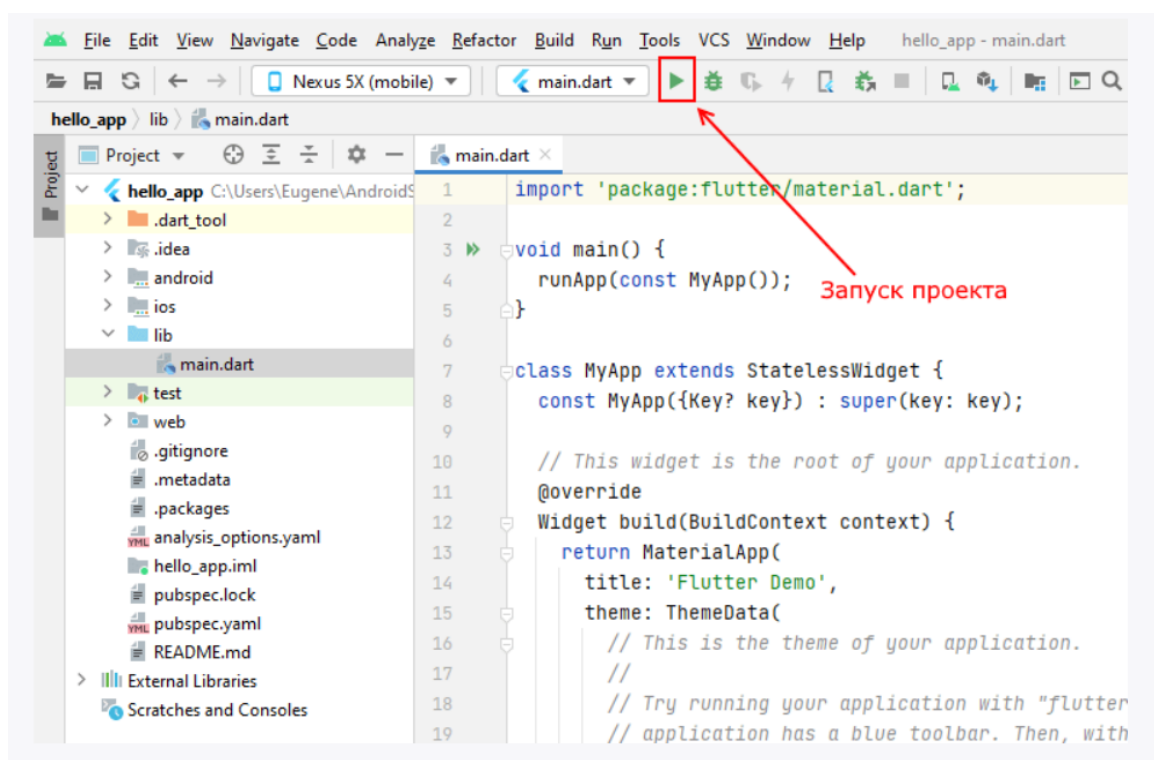 File Edit View Navigate Code Analyze Refactor Build Run Tools VCS Window Help hello_app - main.dart
Nexus 5X (mobile) main.dart
hello_app lib main.dart
Project
Project
main.dart
hello_app C:\Users\Eugene\AndroidS
.dart_tool
.idea
android
ios
lib
main.dart
test
web
.gitignore
.metadata
.packages
analysis_options.yaml
hello_app.iml
pubspec.lock
pubspec.yaml
README.md
External Libraries
Scratches and Consoles
1 import 'package:flutter/material.dart';
2
3 void main() {
4 runApp(const MyApp());
5 }
6
7 class MyApp extends StatelessWidget {
8 const MyApp({Key? key}) : super(key: key);
9
10 // This widget is the root of your application.
11 @override
12 Widget build(BuildContext context) {
13 return MaterialApp(
14 title: 'Flutter Demo',
15 theme: ThemeData(
16 // This is the theme of your application.
17 //
18 // Try running your application with "flutter
19 // application has a blue toolbar. Then, with
Запуск проекта